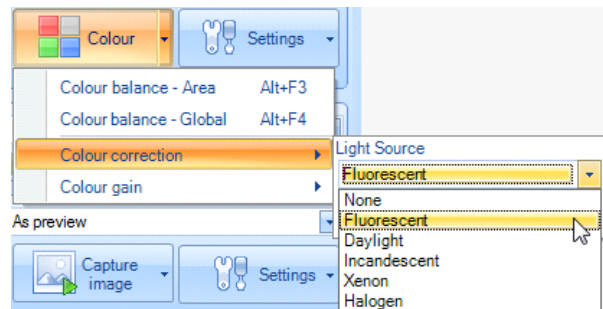 Colour
Settings
Colour balance - Area Alt+F3
Colour balance - Global Alt+F4
Colour correction
Colour gain
Light Source
Fluorescent
None
Fluorescent
Daylight
Incandescent
Xenon
Halogen
As preview
Capture
image
Settings